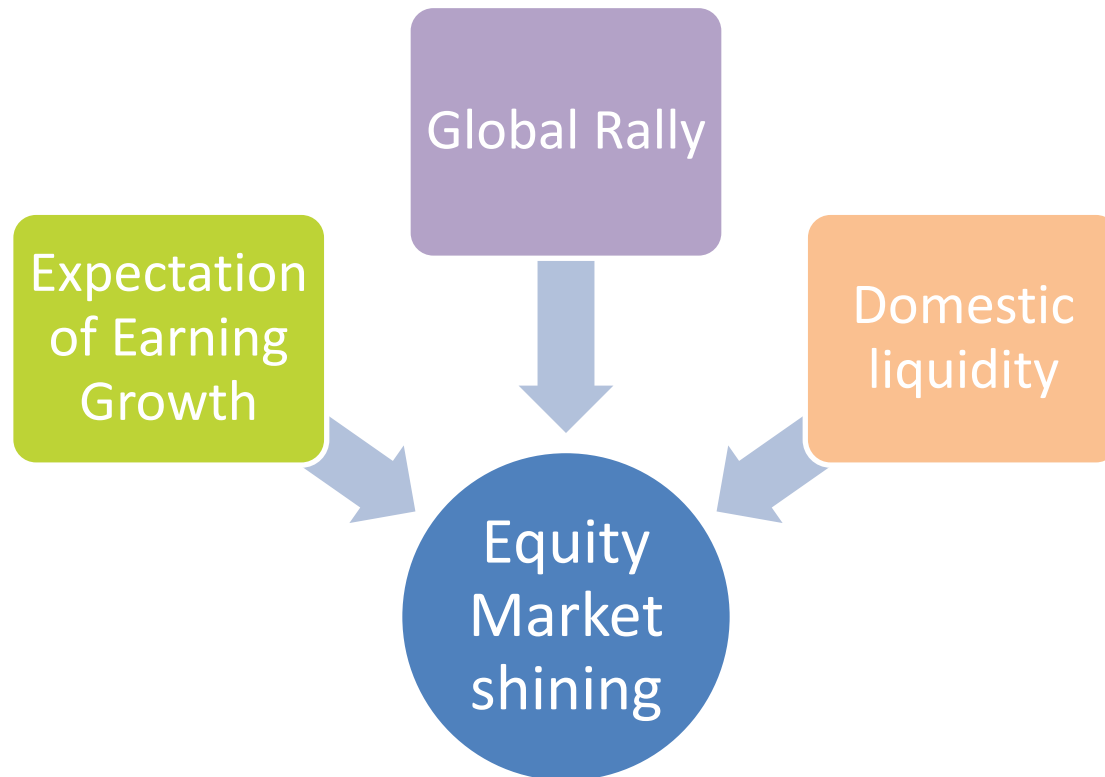 Global Rally
Expectation
of Earning
Growth
Domestic
liquidity
Equity
Market
shining